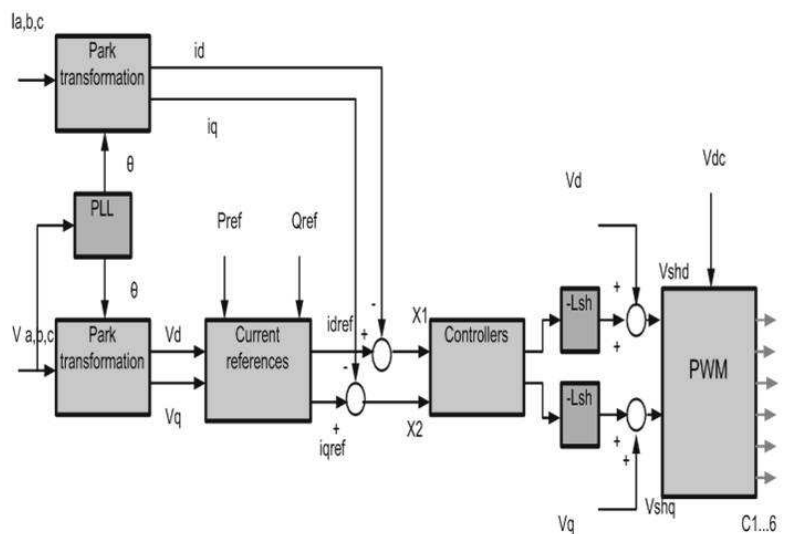 Ia,b,c
Park
transformation
id
iq
θ
PLL
Pref
Qref
Vd
Vdc
θ
V a,b,c
Park
transformation
Vd
Vq
Current
references
idref
-
+
-
+
iqref
X1
X2
Controllers
-Lsh
-Lsh
+
+
Vshd
+
+
Vshq
Vq
PWM
C1...6